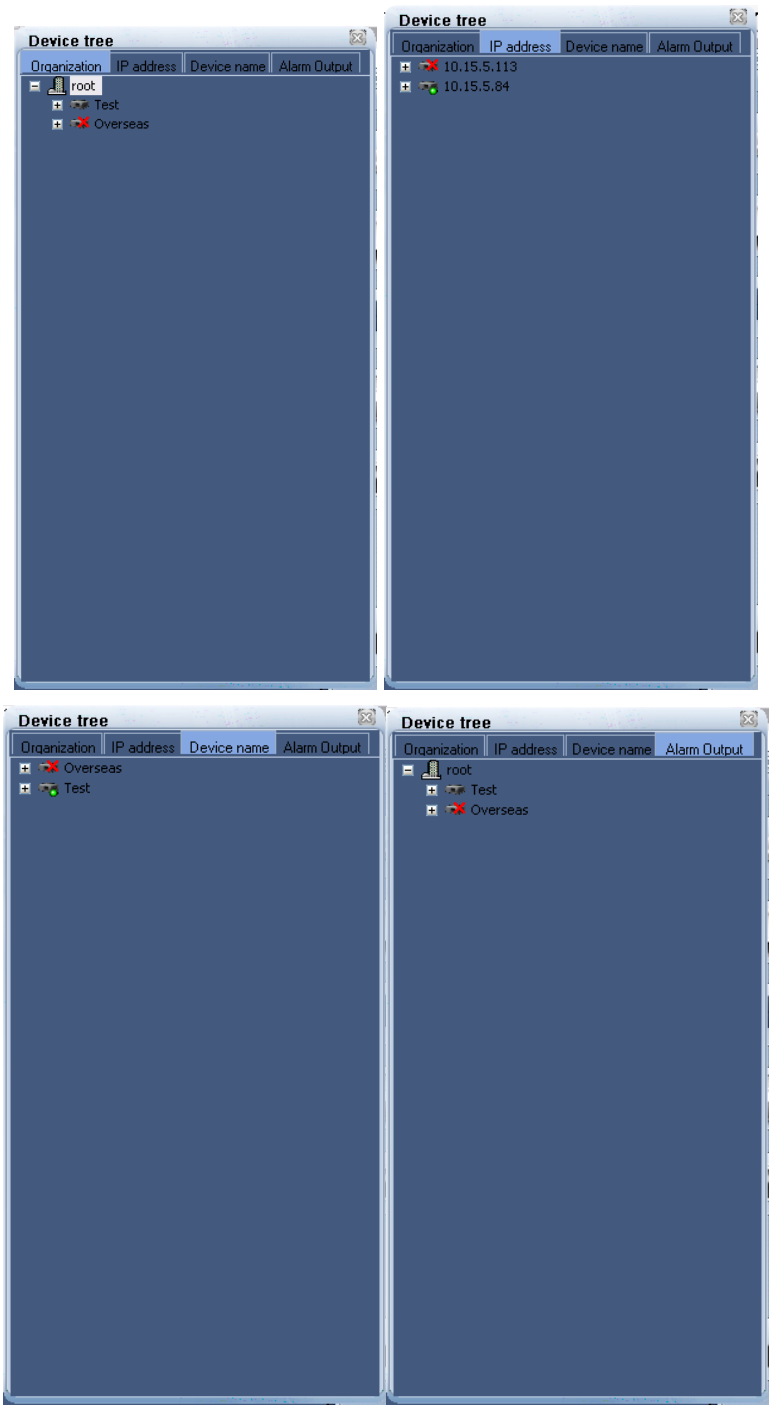 Device tree
Organization IP address Device name Alarm Output
root
Test
Overseas
Device tree
Organization IP address Device name Alarm Output
10.15.5.113
10.15.5.84
Device tree
Organization IP address Device name Alarm Output
Overseas
Test
Device tree
Organization IP address Device name Alarm Output
root
Test
Overseas